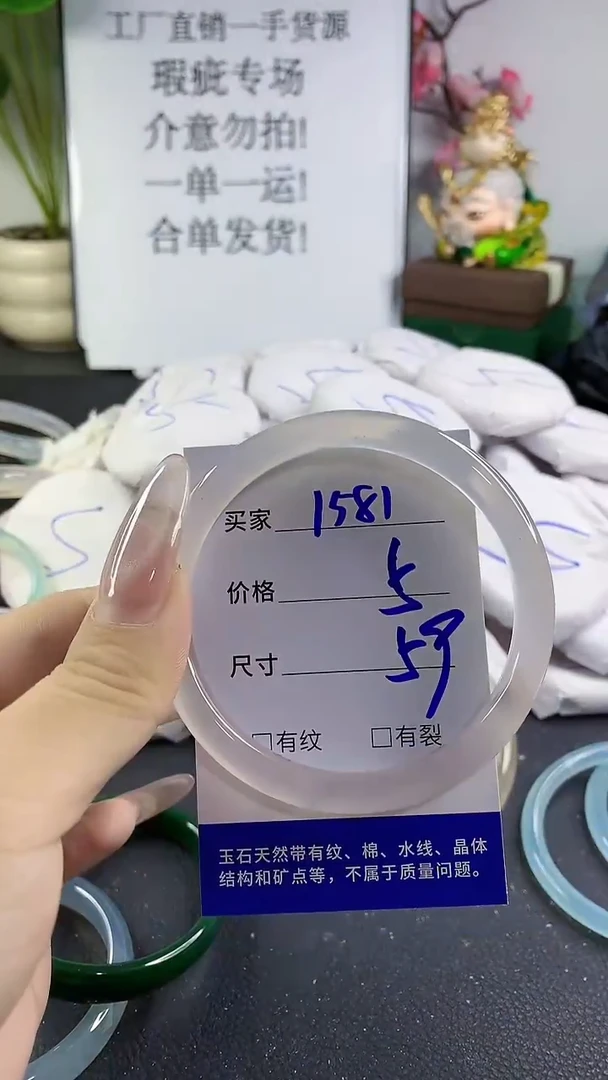 工厂直销一手货源
瑕疵专场
介意勿拍!
一单一运!
合单发货!
买家 1581
价格 5
尺寸 59
□有纹 □有裂
玉石天然带有纹、棉、水线、晶体
结构和矿点等，不属于质量问题。